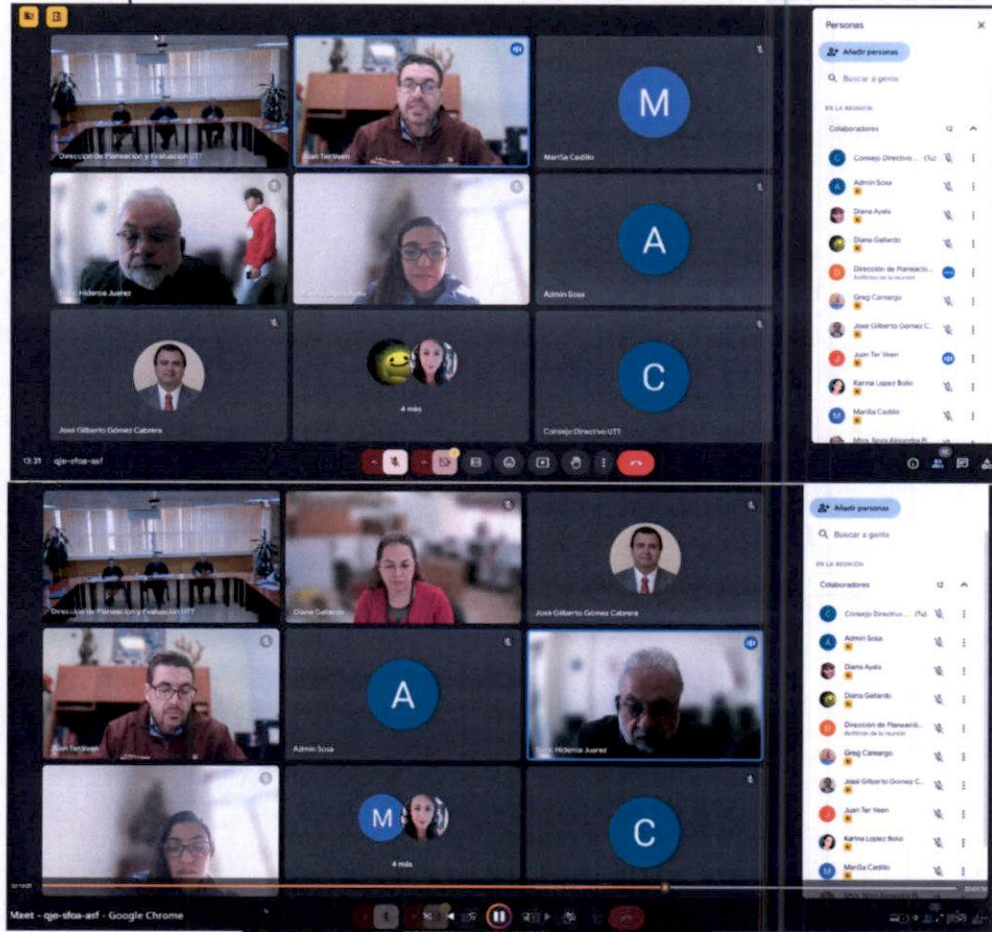 Personas
Añadir personas
Buscar a gente
EN LA REUNIÓN
Colaboradores 12
Consejo Directivo... (Tú)
Admin Sosa
Diana Ayala
Diana Gallardo
Dirección de Planeació...
Anfitrión de la reunión
Greg Camargo
José Gilberto Gómez C...
Juan Ter Veen
Karina Lopez Bolio
MariSa Cedillo
Dirección de Planeación y Evaluación UTT
Juan Ter Veen
M
MariSa Cedillo
Hideroa Juarez
A
Admin Sosa
José Gilberto Gómez Cabrera
4 más
C
Consejo Directivo UTT
13:31 qje-sfoa-asf
Añadir personas
Buscar a gente
EN LA REUNIÓN
Colaboradores 12
Consejo Directivo... (Tú)
Admin Sosa
Diana Ayala
Diana Gallardo
Dirección de Planeació...
Anfitrión de la reunión
Greg Camargo
José Gilberto Gómez C...
Juan Ter Veen
Karina Lopez Bolio
MariSa Cedillo
Dirección de Planeación y Evaluación UTT
Diana Gallardo
José Gilberto Gómez Cabrera
Juan Ter Veen
A
Admin Sosa
Hideroa Juarez
M
4 más
C
Meet - qje-sfoa-asf - Google Chrome